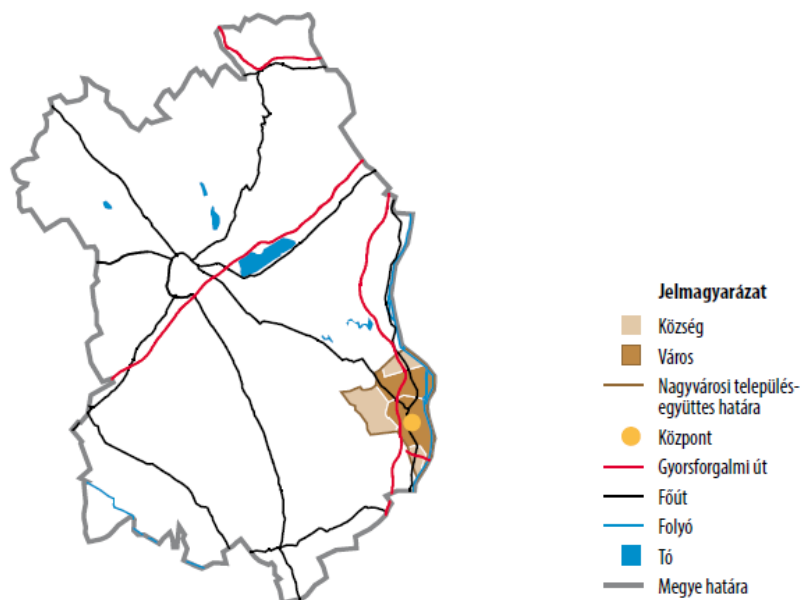 Jelmagyarázat
Község
Város
Nagyvárosi település-
együttes határa
Központ
Gyorsforgalmi út
Főút
Folyó
Tó
Megye határa